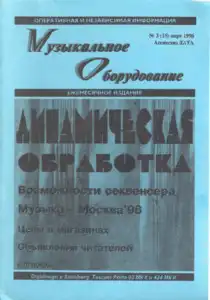 ОПЕРАТИВНАЯ И НЕЗАВИСИМАЯ ИНФОРМАЦИЯ
Музыкальное
Оборудование
ЕЖЕМЕСЯЧНОЕ ИЗДАНИЕ
ДИНАМИЧЕСКАЯ
ОБРАБОТКА
Возможности секвенсера
Музыка - Москва'98
Цены в магазинах
Объявления читателей